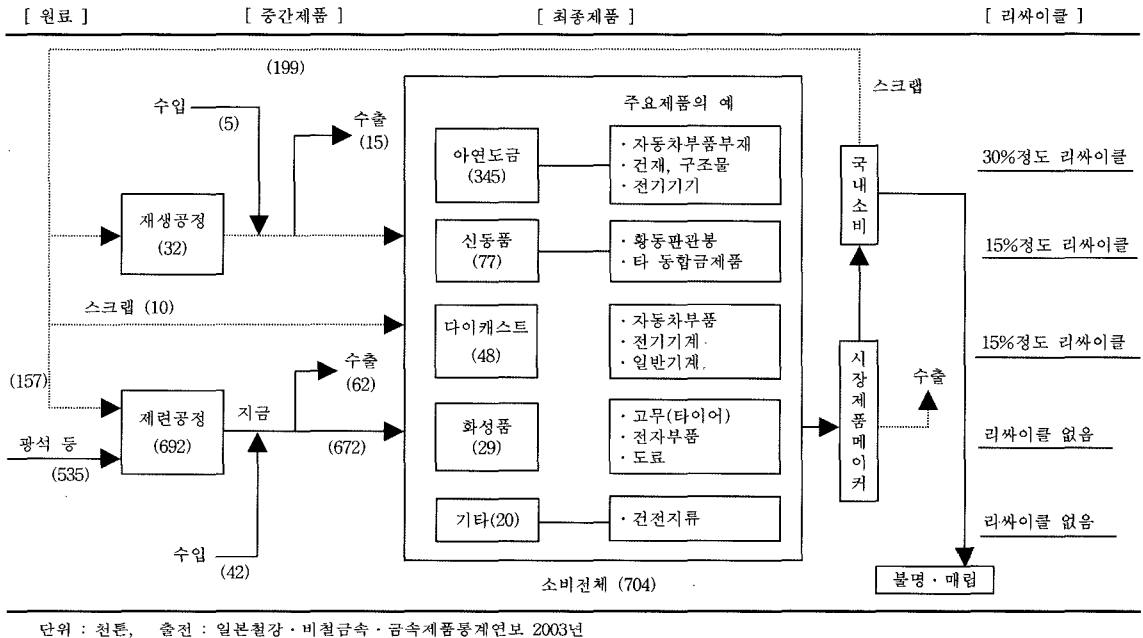 [ 원료 ] [ 중간제품 ] [ 최종제품 ] [ 리싸이클 ]
(199)
스크랩
수입
(5)
수출
(15)
주요제품의 예
재생공정
(32)
아연도금
(345)
· 자동차부품부재
· 건재, 구조물
· 전기기기
국내소비
30%정도 리싸이클
신동품
(77)
· 황동판관봉
· 타 동합금제품
15%정도 리싸이클
스크랩 (10)
다이캐스트
(48)
· 자동차부품
· 전기기계
· 일반기계
시장제품메이커
15%정도 리싸이클
수출
(157)
제련공정
(692)
지금
수출
(62)
(672)
광석 등
(535)
화성품
(29)
· 고무(타이어)
· 전자부품
· 도료
리싸이클 없음
기타(20)
· 건전지류
리싸이클 없음
수입
(42)
불명 · 매립
소비전체 (704)
단위 : 천톤, 출전 : 일본철강 · 비철금속 · 금속제품통계연보 2003년